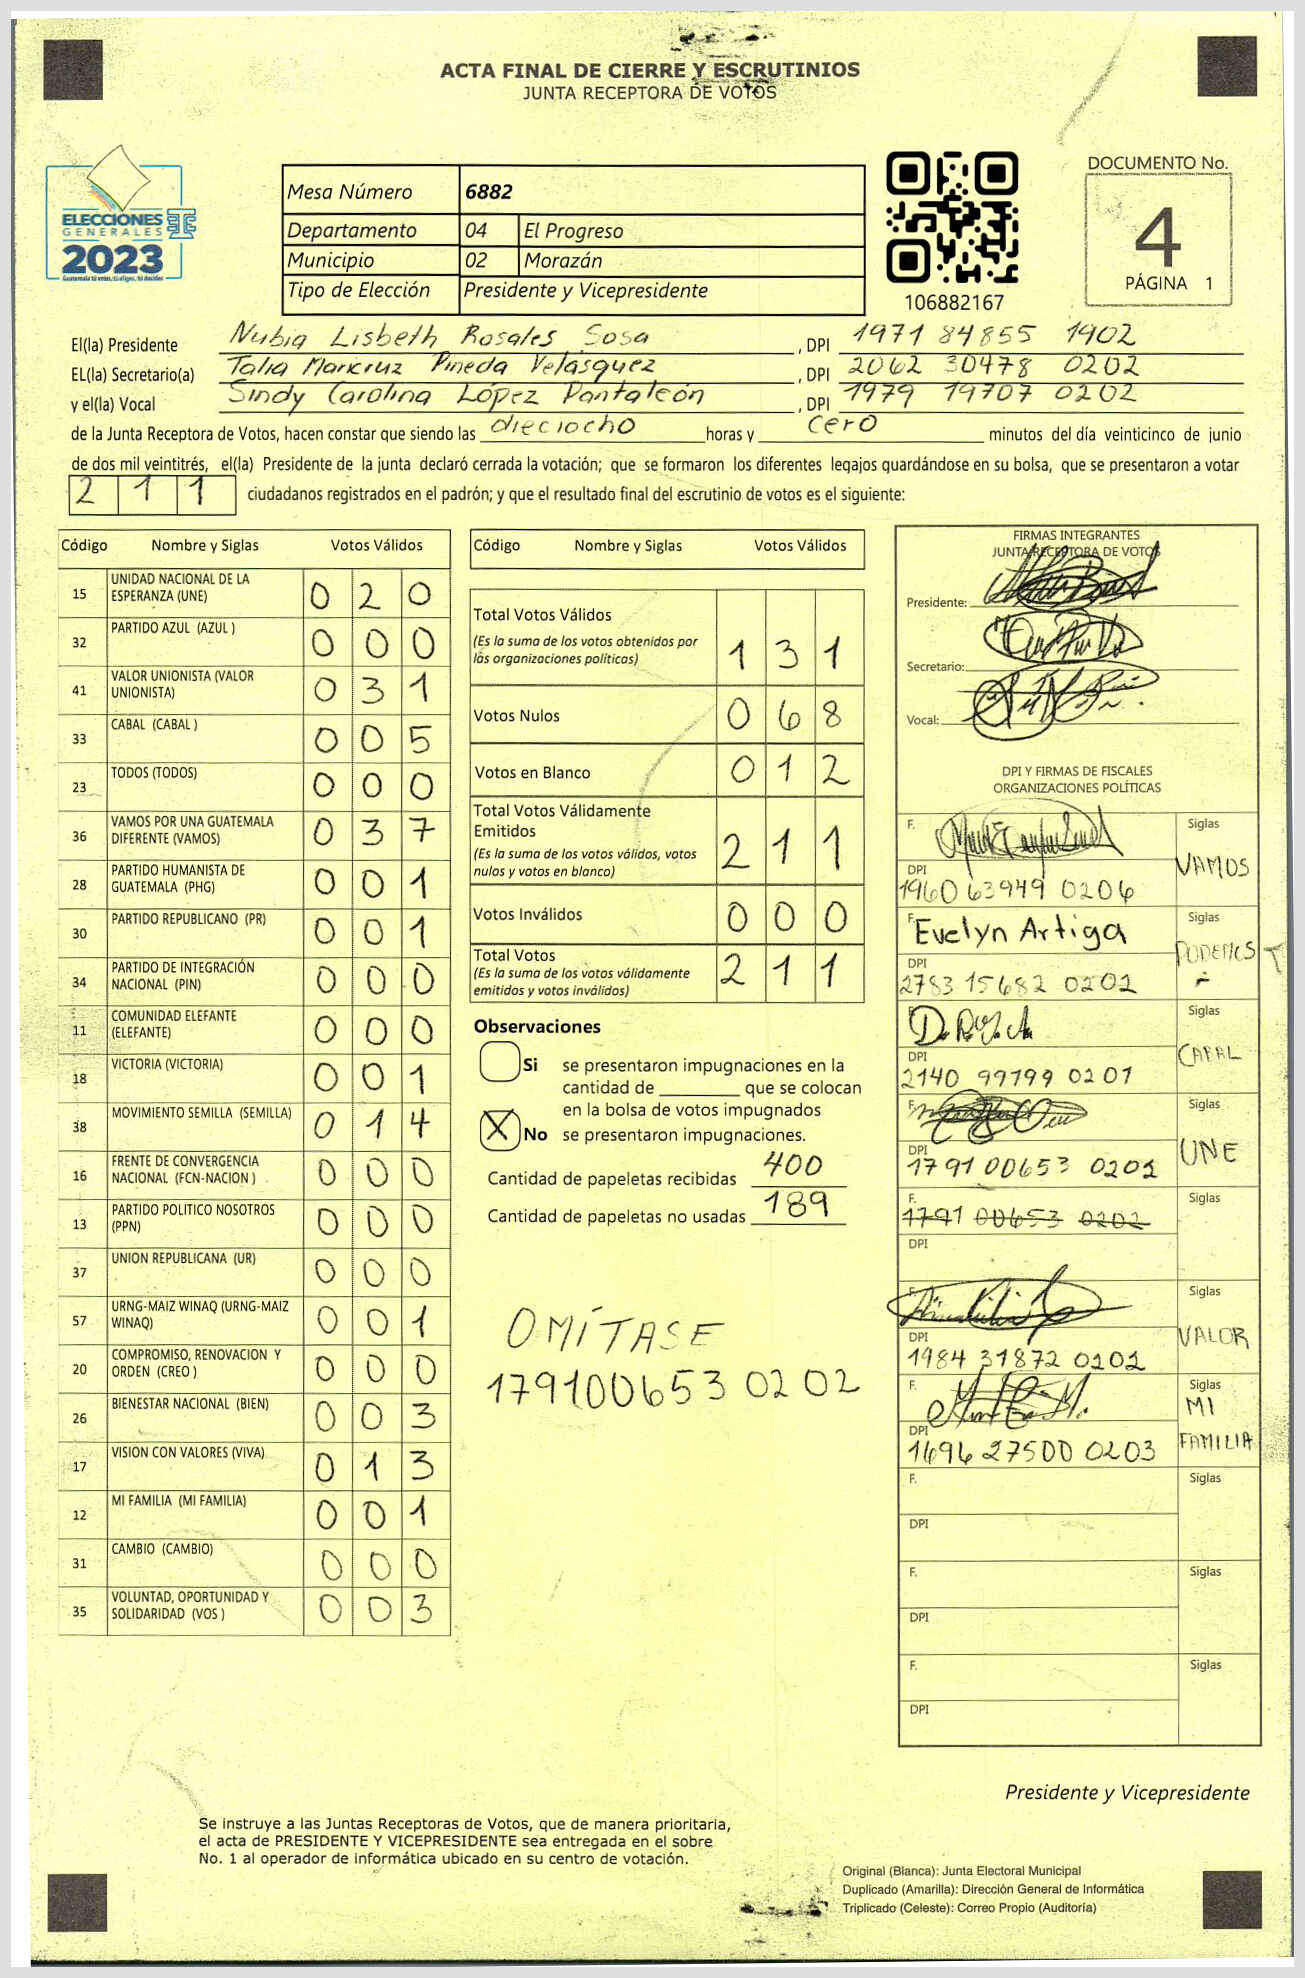 ACTA FINAL DE CIERRE Y ESCRUTINIOS
JUNTA RECEPTORA DE VOTOS
ELECCIONES
GENERALES
2023
Guatemala tú votas, tú eliges, tú decides
Mesa Número 6882
Departamento 04 El Progreso
Municipio 02 Morazán
Tipo de Elección Presidente y Vicepresidente
106882167
DOCUMENTO No.
4
PÁGINA 1
El(la) Presidente Nubia Lisbeth Rosales Sosa , DPI 1971 84855 1902
EL(la) Secretario(a) Talia Maricruz Pineda Velásquez , DPI 2062 30478 0202
y el(la) Vocal Sindy Carolina López Pantaleón , DPI 1979 19707 0202
de la Junta Receptora de Votos, hacen constar que siendo las dieciocho horas y cero minutos del día veinticinco de junio
de dos mil veintitrés, el(la) Presidente de la junta declaró cerrada la votación; que se formaron los diferentes legajos guardándose en su bolsa, que se presentaron a votar
2 1 1 ciudadanos registrados en el padrón; y que el resultado final del escrutinio de votos es el siguiente:
Código Nombre y Siglas Votos Válidos
15 UNIDAD NACIONAL DE LA ESPERANZA (UNE) 0 2 0
32 PARTIDO AZUL (AZUL ) 0 0 0
41 VALOR UNIONISTA (VALOR UNIONISTA) 0 3 1
33 CABAL (CABAL ) 0 0 5
23 TODOS (TODOS) 0 0 0
36 VAMOS POR UNA GUATEMALA DIFERENTE (VAMOS) 0 3 7
28 PARTIDO HUMANISTA DE GUATEMALA (PHG) 0 0 1
30 PARTIDO REPUBLICANO (PR) 0 0 1
34 PARTIDO DE INTEGRACIÓN NACIONAL (PIN) 0 0 0
11 COMUNIDAD ELEFANTE (ELEFANTE) 0 0 0
18 VICTORIA (VICTORIA) 0 0 1
38 MOVIMIENTO SEMILLA (SEMILLA) 0 1 4
16 FRENTE DE CONVERGENCIA NACIONAL (FCN-NACION ) 0 0 0
13 PARTIDO POLITICO NOSOTROS (PPN) 0 0 0
37 UNION REPUBLICANA (UR) 0 0 0
57 URNG-MAIZ WINAQ (URNG-MAIZ WINAQ) 0 0 1
20 COMPROMISO, RENOVACION Y ORDEN (CREO ) 0 0 0
26 BIENESTAR NACIONAL (BIEN) 0 0 3
17 VISION CON VALORES (VIVA) 0 1 3
12 MI FAMILIA (MI FAMILIA) 0 0 1
31 CAMBIO (CAMBIO) 0 0 0
35 VOLUNTAD, OPORTUNIDAD Y SOLIDARIDAD (VOS ) 0 0 3
Código Nombre y Siglas Votos Válidos
Total Votos Válidos
(Es la suma de los votos obtenidos por
las organizaciones políticas) 1 3 1
Votos Nulos 0 6 8
Votos en Blanco 0 1 2
Total Votos Válidamente
Emitidos
(Es la suma de los votos válidos, votos
nulos y votos en blanco) 2 1 1
Votos Inválidos 0 0 0
Total Votos
(Es la suma de los votos válidamente
emitidos y votos inválidos) 2 1 1
Observaciones
Si se presentaron impugnaciones en la
cantidad de ________ que se colocan
en la bolsa de votos impugnados
X No se presentaron impugnaciones.
Cantidad de papeletas recibidas 400
Cantidad de papeletas no usadas 189
OMÍTASE
179100653 0202
FIRMAS INTEGRANTES
JUNTA RECEPTORA DE VOTOS
Presidente:
Secretario:
Vocal:
DPI Y FIRMAS DE FISCALES
ORGANIZACIONES POLÍTICAS
F. Siglas
VAMOS
DPI
1960 63949 0206
F. Evelyn Artiga Siglas
PODEMOS
DPI
2783 15682 0202
Siglas
CABAL
DPI
2140 99799 0201
F. Siglas
UNE
DPI
1791 00653 0202
F. Siglas
1791 00653 0202
DPI
F. Siglas
VALOR
DPI
1984 31872 0202
F. Siglas
MI
FAMILIA
DPI
1696 27500 0203
F. Siglas
DPI
F. Siglas
DPI
F. Siglas
DPI
Presidente y Vicepresidente
Se instruye a las Juntas Receptoras de Votos, que de manera prioritaria,
el acta de PRESIDENTE Y VICEPRESIDENTE sea entregada en el sobre
No. 1 al operador de informática ubicado en su centro de votación.
Original (Blanca): Junta Electoral Municipal
Duplicado (Amarilla): Dirección General de Informática
Triplicado (Celeste): Correo Propio (Auditoría)